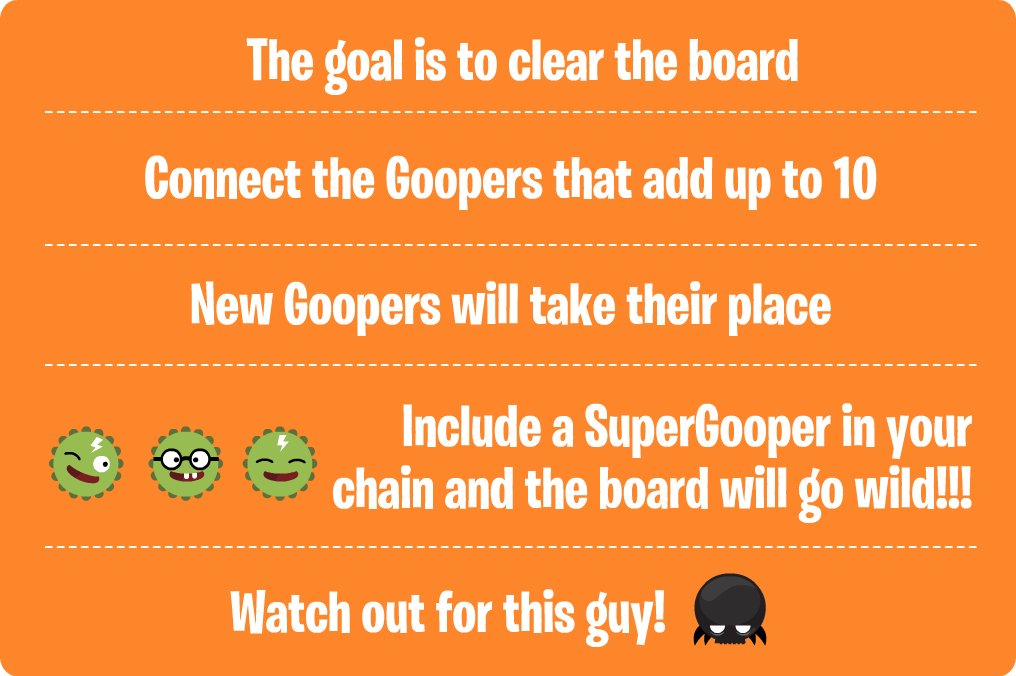 The goal is to clear the board
Connect the Goopers that add up to 10
New Goopers will take their place
Include a SuperGooper in your
chain and the board will go wild!!!
Watch out for this guy!